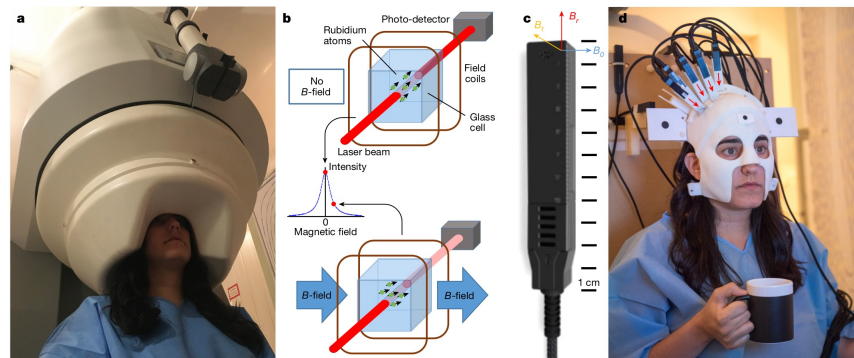 a
b
Photo-detector
Rubidium
atoms
No
B-field
Field
coils
Glass
cell
Laser beam
Intensity
0
Magnetic field
B-field
B-field
c
Br
Bt
B0
1 cm
d